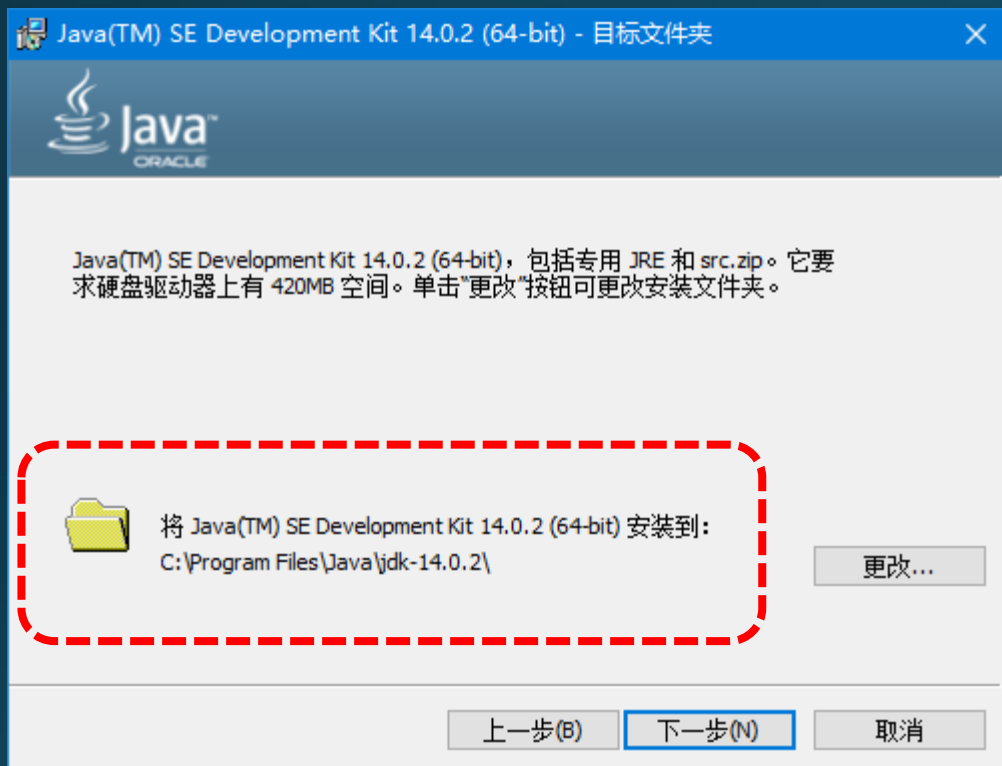 Java(TM) SE Development Kit 14.0.2 (64-bit) - 目标文件夹
Java™
ORACLE
Java(TM) SE Development Kit 14.0.2 (64-bit)，包括专用 JRE 和 src.zip。它要
求硬盘驱动器上有 420MB 空间。单击“更改”按钮可更改安装文件夹。
将 Java(TM) SE Development Kit 14.0.2 (64-bit) 安装到：
C:\Program Files\Java\jdk-14.0.2\
更改...
上一步(B)
下一步(N)
取消